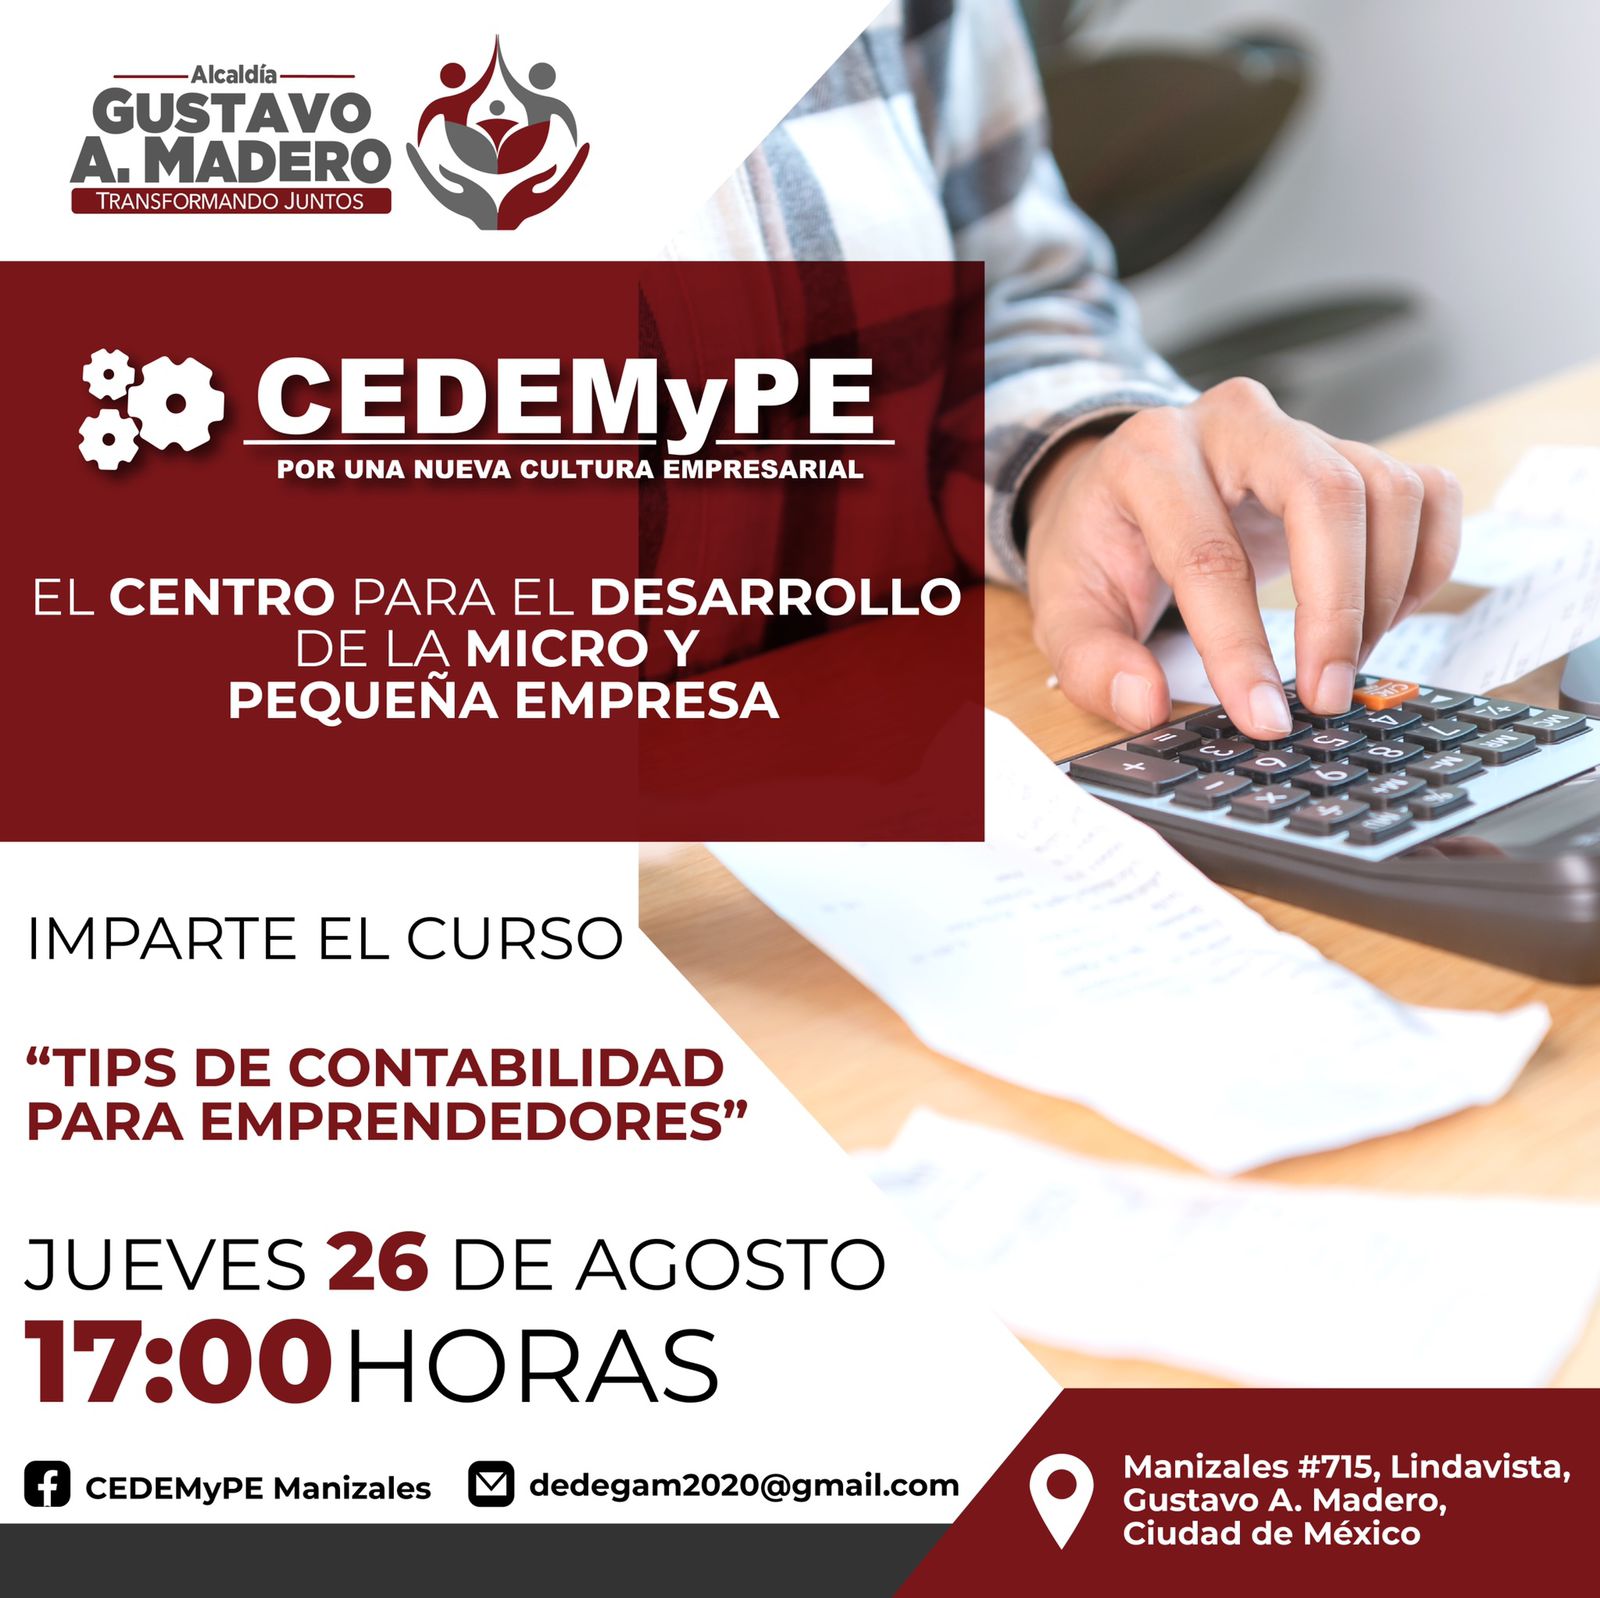 Alcaldía
GUSTAVO
A. MADERO
TRANSFORMANDO JUNTOS
CEDEMyPE
POR UNA NUEVA CULTURA EMPRESARIAL
EL CENTRO PARA EL DESARROLLO
DE LA MICRO Y
PEQUEÑA EMPRESA
IMPARTE EL CURSO
“TIPS DE CONTABILIDAD
PARA EMPRENDEDORES”
JUEVES 26 DE AGOSTO
17:00 HORAS
CEDEMyPE Manizales
dedegam2020@gmail.com
Manizales #715, Lindavista,
Gustavo A. Madero,
Ciudad de México